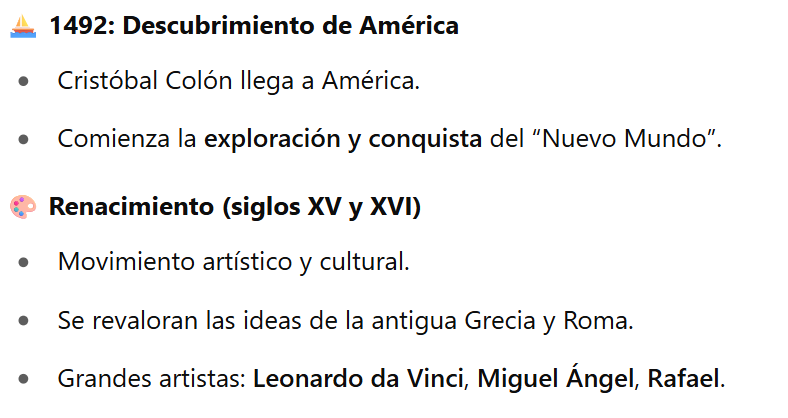 ⛵ 1492: Descubrimiento de América
• Cristóbal Colón llega a América.
• Comienza la exploración y conquista del “Nuevo Mundo”.
🎨 Renacimiento (siglos XV y XVI)
• Movimiento artístico y cultural.
• Se revaloran las ideas de la antigua Grecia y Roma.
• Grandes artistas: Leonardo da Vinci, Miguel Ángel, Rafael.